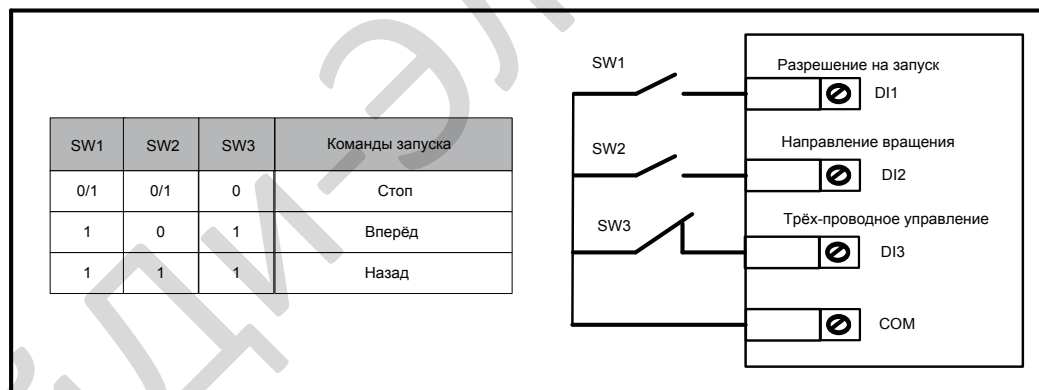 SW1 SW2 SW3 Команды запуска
0/1 0/1 0 Стоп
1 0 1 Вперёд
1 1 1 Назад
SW1
Разрешение на запуск
DI1
SW2
Направление вращения
DI2
SW3
Трёх-проводное управление
DI3
COM